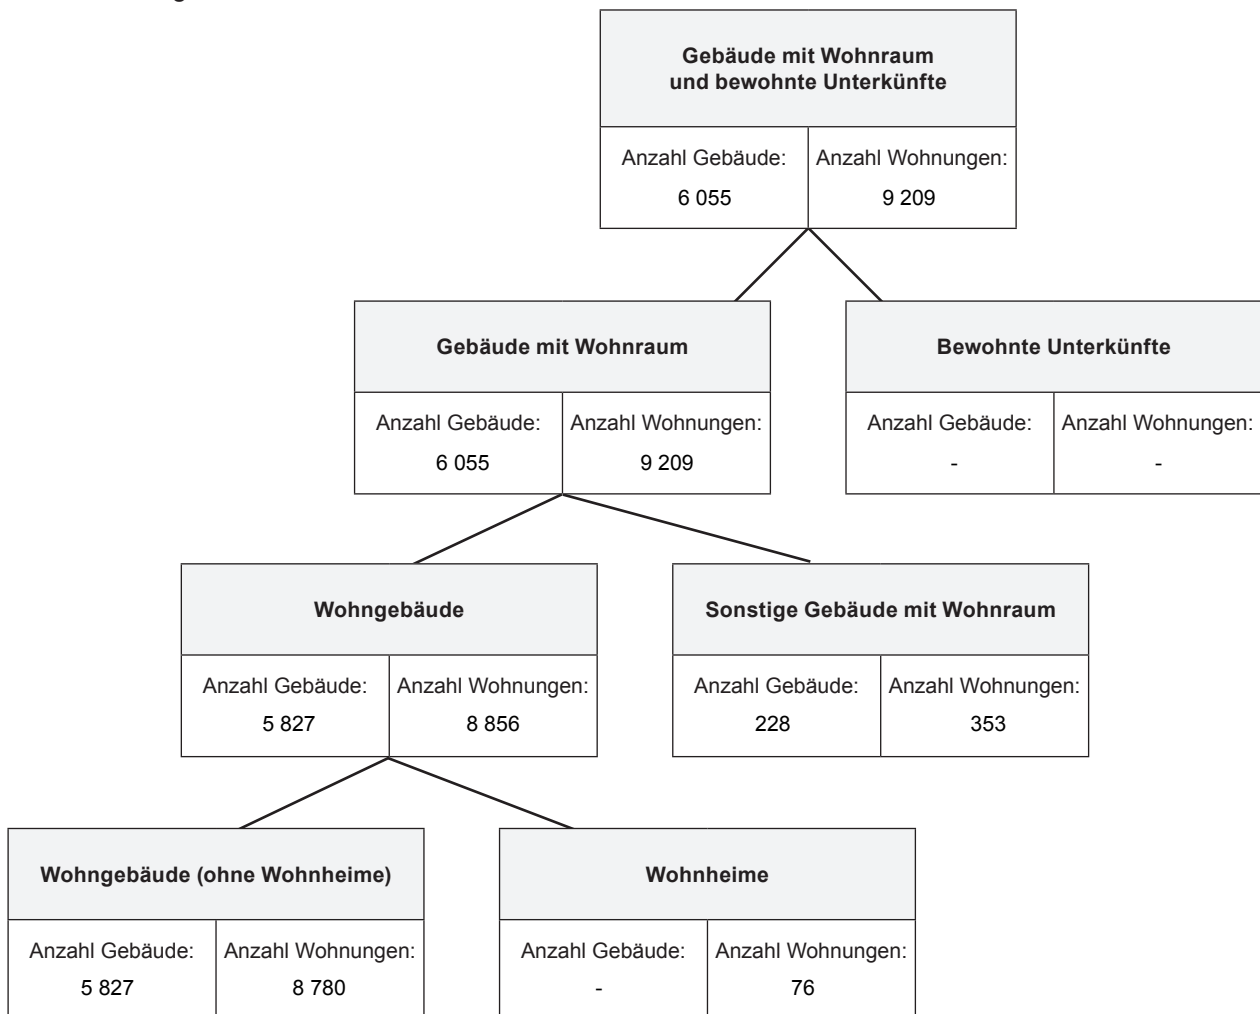 Gebäude mit Wohnraum
und bewohnte Unterkünfte
Anzahl Gebäude: Anzahl Wohnungen:
6 055 9 209
Gebäude mit Wohnraum
Anzahl Gebäude: Anzahl Wohnungen:
6 055 9 209
Bewohnte Unterkünfte
Anzahl Gebäude: Anzahl Wohnungen:
- -
Wohngebäude
Anzahl Gebäude: Anzahl Wohnungen:
5 827 8 856
Sonstige Gebäude mit Wohnraum
Anzahl Gebäude: Anzahl Wohnungen:
228 353
Wohngebäude (ohne Wohnheime)
Anzahl Gebäude: Anzahl Wohnungen:
5 827 8 780
Wohnheime
Anzahl Gebäude: Anzahl Wohnungen:
- 76